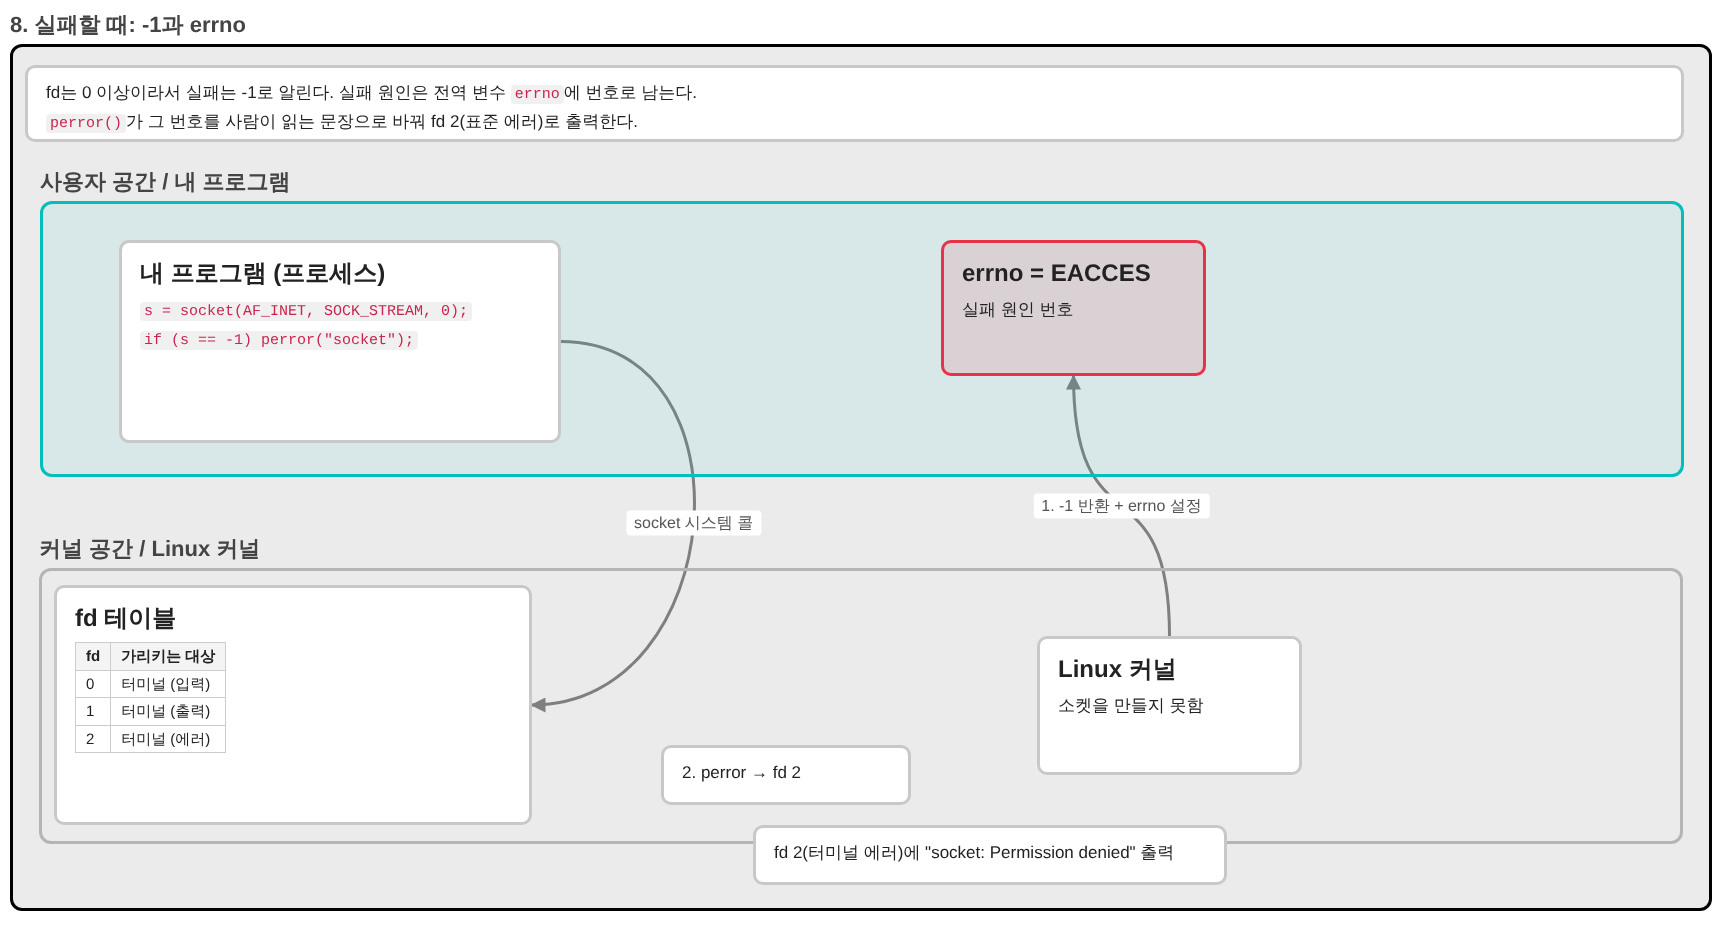 8. 실패할 때: -1과 errno
fd는 0 이상이라서 실패는 -1로 알린다. 실패 원인은 전역 변수 errno에 번호로 남는다.
perror()가 그 번호를 사람이 읽는 문장으로 바꿔 fd 2(표준 에러)로 출력한다.
사용자 공간 / 내 프로그램
내 프로그램 (프로세스)
s = socket(AF_INET, SOCK_STREAM, 0);
if (s == -1) perror("socket");
errno = EACCES
실패 원인 번호
socket 시스템 콜
1. -1 반환 + errno 설정
커널 공간 / Linux 커널
fd 테이블
fd 가리키는 대상
0 터미널 (입력)
1 터미널 (출력)
2 터미널 (에러)
Linux 커널
소켓을 만들지 못함
2. perror → fd 2
fd 2(터미널 에러)에 "socket: Permission denied" 출력